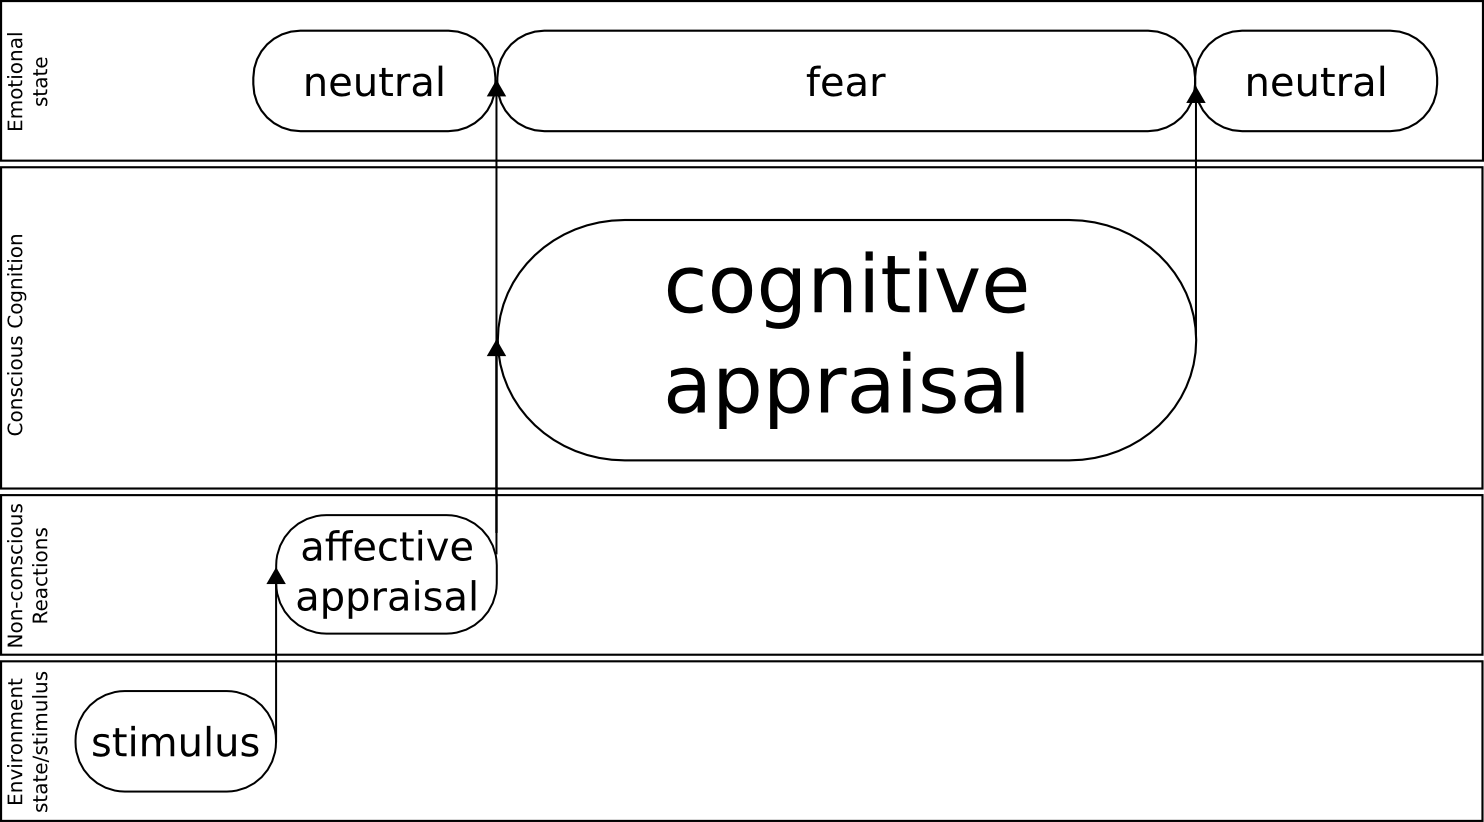 Emotional
state
neutral
fear
neutral
Conscious Cognition
cognitive
appraisal
Non-conscious
Reactions
affective
appraisal
Environment
state/stimulus
stimulus